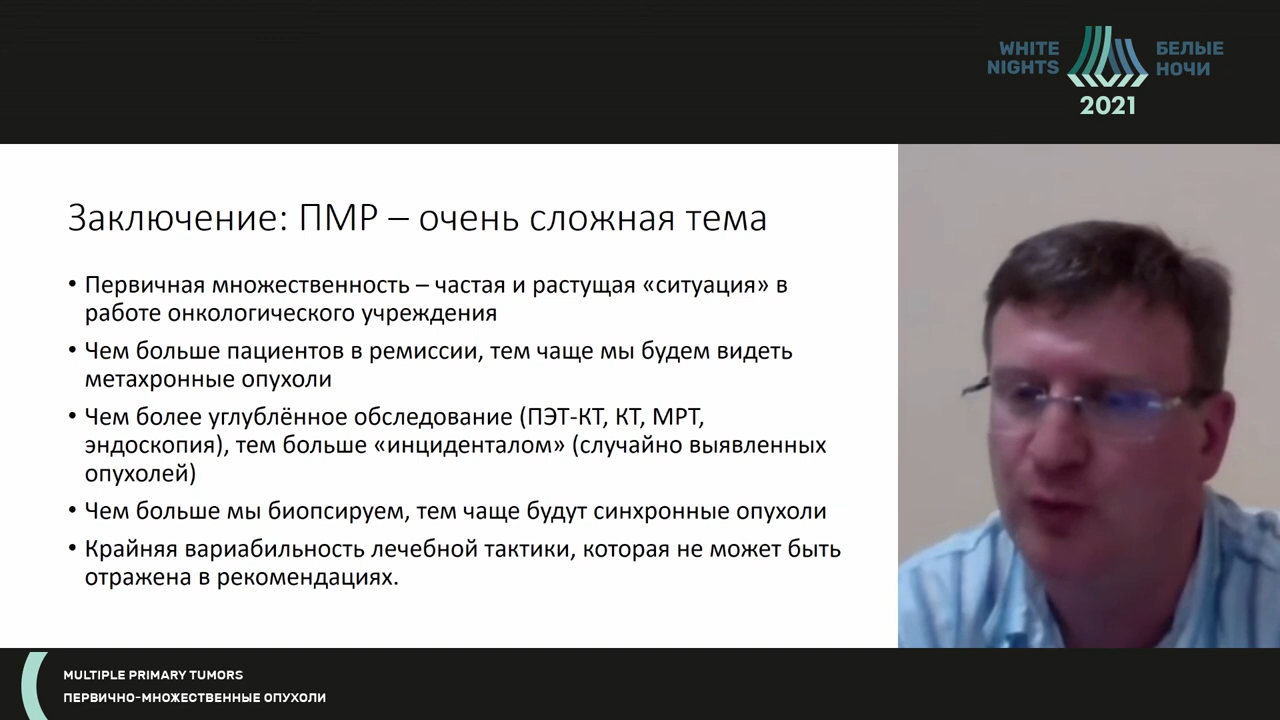 WHITE
NIGHTS
БЕЛЫЕ
НОЧИ
2021
Заключение: ПМР – очень сложная тема
• Первичная множественность – частая и растущая «ситуация» в
работе онкологического учреждения
• Чем больше пациентов в ремиссии, тем чаще мы будем видеть
метахронные опухоли
• Чем более углублённое обследование (ПЭТ-КТ, КТ, МРТ,
эндоскопия), тем больше «инциденталом» (случайно выявленных
опухолей)
• Чем больше мы биопсируем, тем чаще будут синхронные опухоли
• Крайняя вариабильность лечебной тактики, которая не может быть
отражена в рекомендациях.
MULTIPLE PRIMARY TUMORS
ПЕРВИЧНО-МНОЖЕСТВЕННЫЕ ОПУХОЛИ